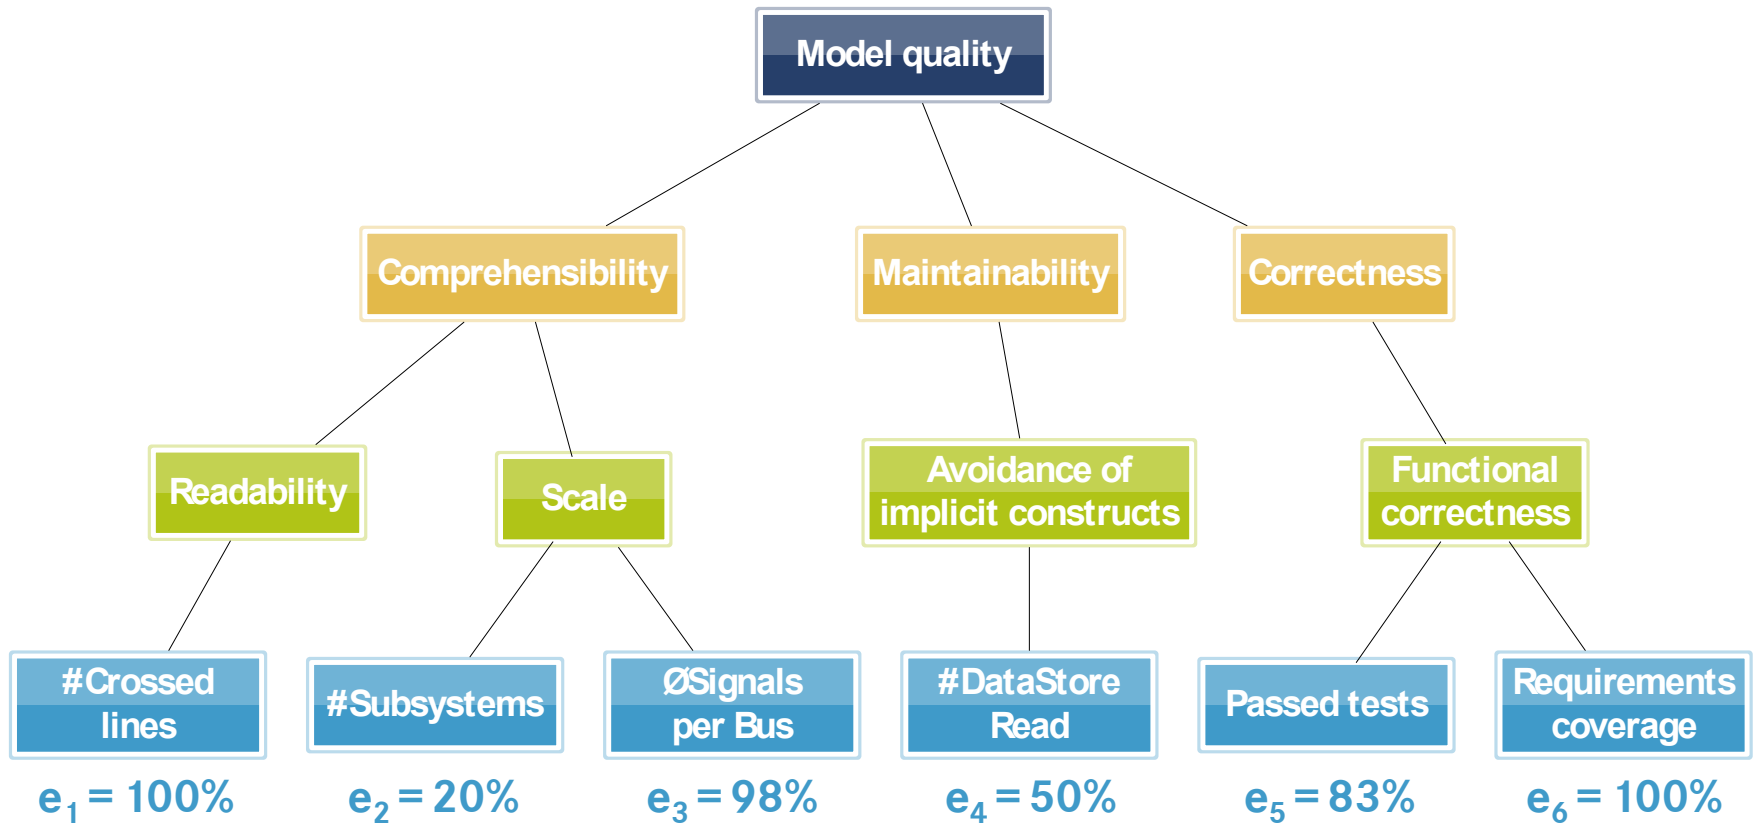 Model quality
Comprehensibility
Maintainability
Correctness
Readability
Scale
Avoidance of
implicit constructs
Functional
correctness
#Crossed
lines
#Subsystems
ØSignals
per Bus
#DataStore
Read
Passed tests
Requirements
coverage
e₁ = 100%
e₂ = 20%
e₃ = 98%
e₄ = 50%
e₅ = 83%
e₆ = 100%